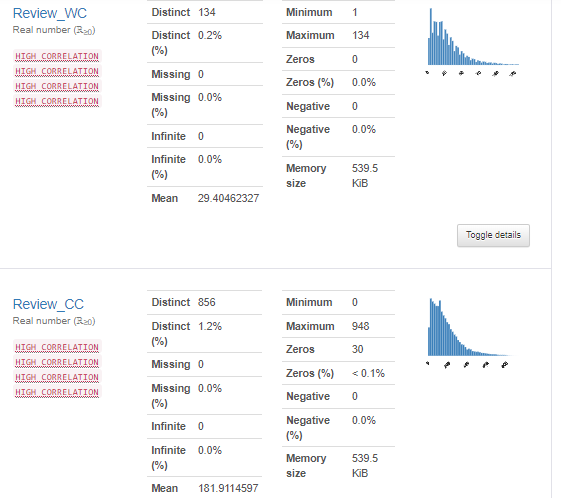 Review_WC
Real number (ℝ≥0)
HIGH CORRELATION
HIGH CORRELATION
HIGH CORRELATION
HIGH CORRELATION
Distinct 134
Distinct (%) 0.2%
Missing 0
Missing (%) 0.0%
Infinite 0
Infinite (%) 0.0%
Mean 29.40462327
Minimum 1
Maximum 134
Zeros 0
Zeros (%) 0.0%
Negative 0
Negative (%) 0.0%
Memory size 539.5 KiB
Toggle details
Review_CC
Real number (ℝ≥0)
HIGH CORRELATION
HIGH CORRELATION
HIGH CORRELATION
HIGH CORRELATION
Distinct 856
Distinct (%) 1.2%
Missing 0
Missing (%) 0.0%
Infinite 0
Infinite (%) 0.0%
Mean 181.9114597
Minimum 0
Maximum 948
Zeros 30
Zeros (%) < 0.1%
Negative 0
Negative (%) 0.0%
Memory size 539.5 KiB